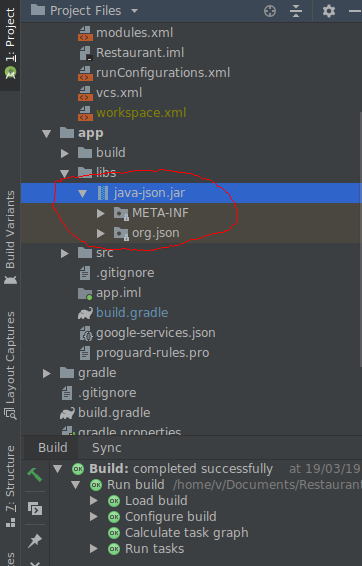 1: Project
Project Files
modules.xml
Restaurant.iml
runConfigurations.xml
vcs.xml
workspace.xml
app
build
libs
java-json.jar
META-INF
org.json
src
.gitignore
app.iml
build.gradle
google-services.json
proguard-rules.pro
gradle
.gitignore
build.gradle
gradle.properties
Build Variants
Layout Captures
7: Structure
Build Sync
Build: completed successfully at 19/03/19
Run build /home/v/Documents/Restaurant
Load build
Configure build
Calculate task graph
Run tasks